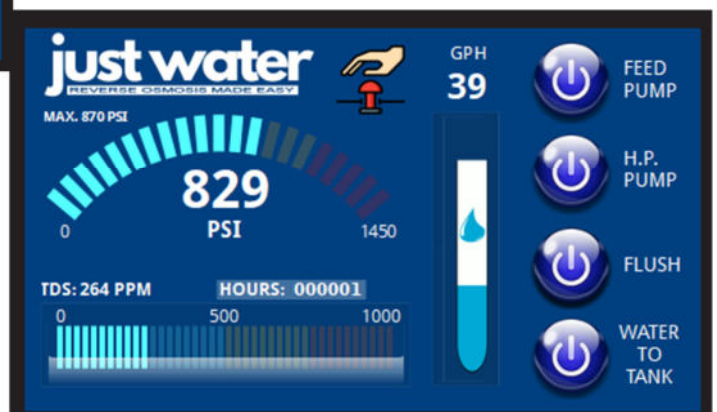 just water
REVERSE OSMOSIS MADE EASY
MAX. 870 PSI
829
PSI
0
1450
TDS: 264 PPM
HOURS: 000001
0
500
1000
GPH
39
FEED
PUMP
H.P.
PUMP
FLUSH
WATER
TO
TANK